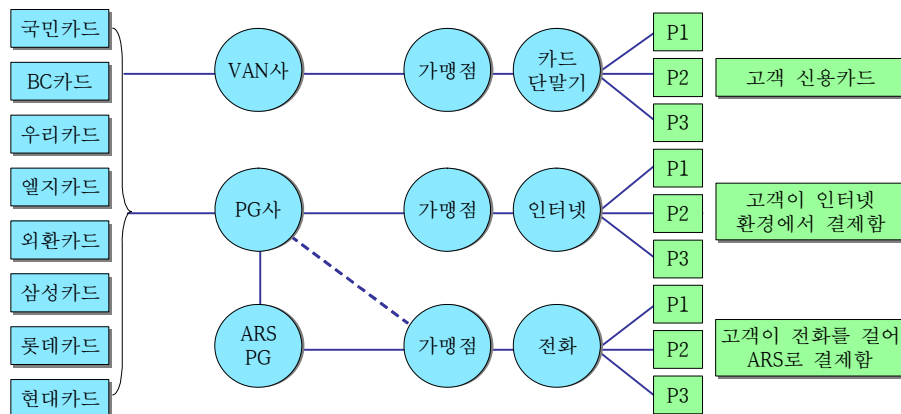 국민카드
BC카드
우리카드
엘지카드
외환카드
삼성카드
롯데카드
현대카드
VAN사
가맹점
카드
단말기
P1
P2
P3
고객 신용카드
PG사
가맹점
인터넷
P1
P2
P3
고객이 인터넷
환경에서 결제함
ARS
PG
가맹점
전화
P1
P2
P3
고객이 전화를 걸어
ARS로 결제함